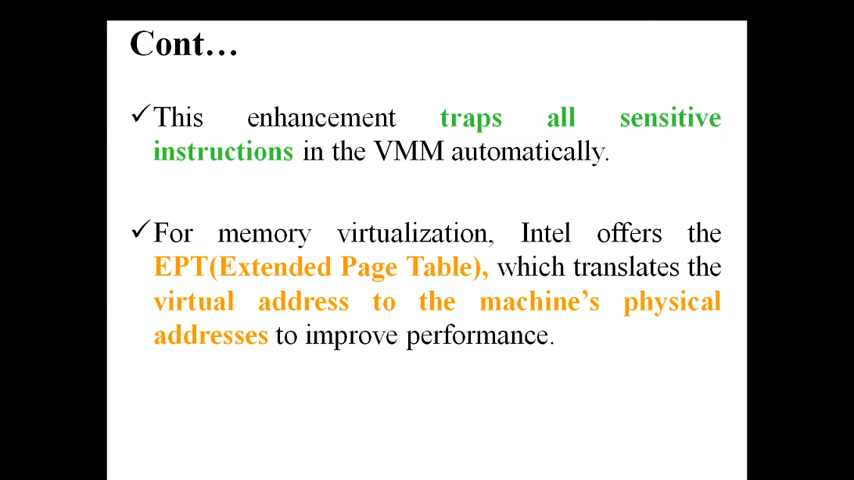 Cont…
✓This enhancement traps all sensitive
instructions in the VMM automatically.
✓For memory virtualization, Intel offers the
EPT(Extended Page Table), which translates the
virtual address to the machine’s physical
addresses to improve performance.